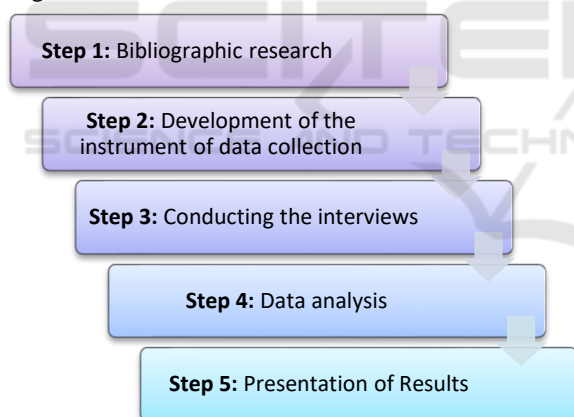 Step 1: Bibliographic research
Step 2: Development of the
instrument of data collection
Step 3: Conducting the interviews
Step 4: Data analysis
Step 5: Presentation of Results